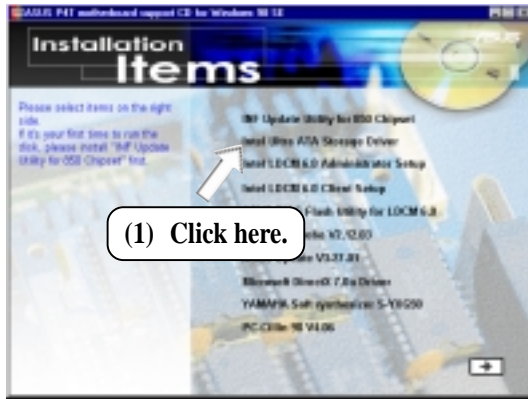 ASUS P4T motherboard support CD for Windows 98 SE
Installation
Items
Please select items on the right
side.
If it's your first time to run the
disk, please install "INF Update
Utility for 850 Chipset" first.
INF Update Utility for 850 Chipset
Intel Ultra ATA Storage Driver
Intel LDCM 6.0 Administrator Setup
Intel LDCM 6.0 Client Setup
Flash Utility for LDCM 6.0
(1) Click here.
V2.12.03
Microsoft DirectX 7.0a Driver
YAMAHA Soft synthesizer S-YXG50
PC-Cillin 98 V4.06